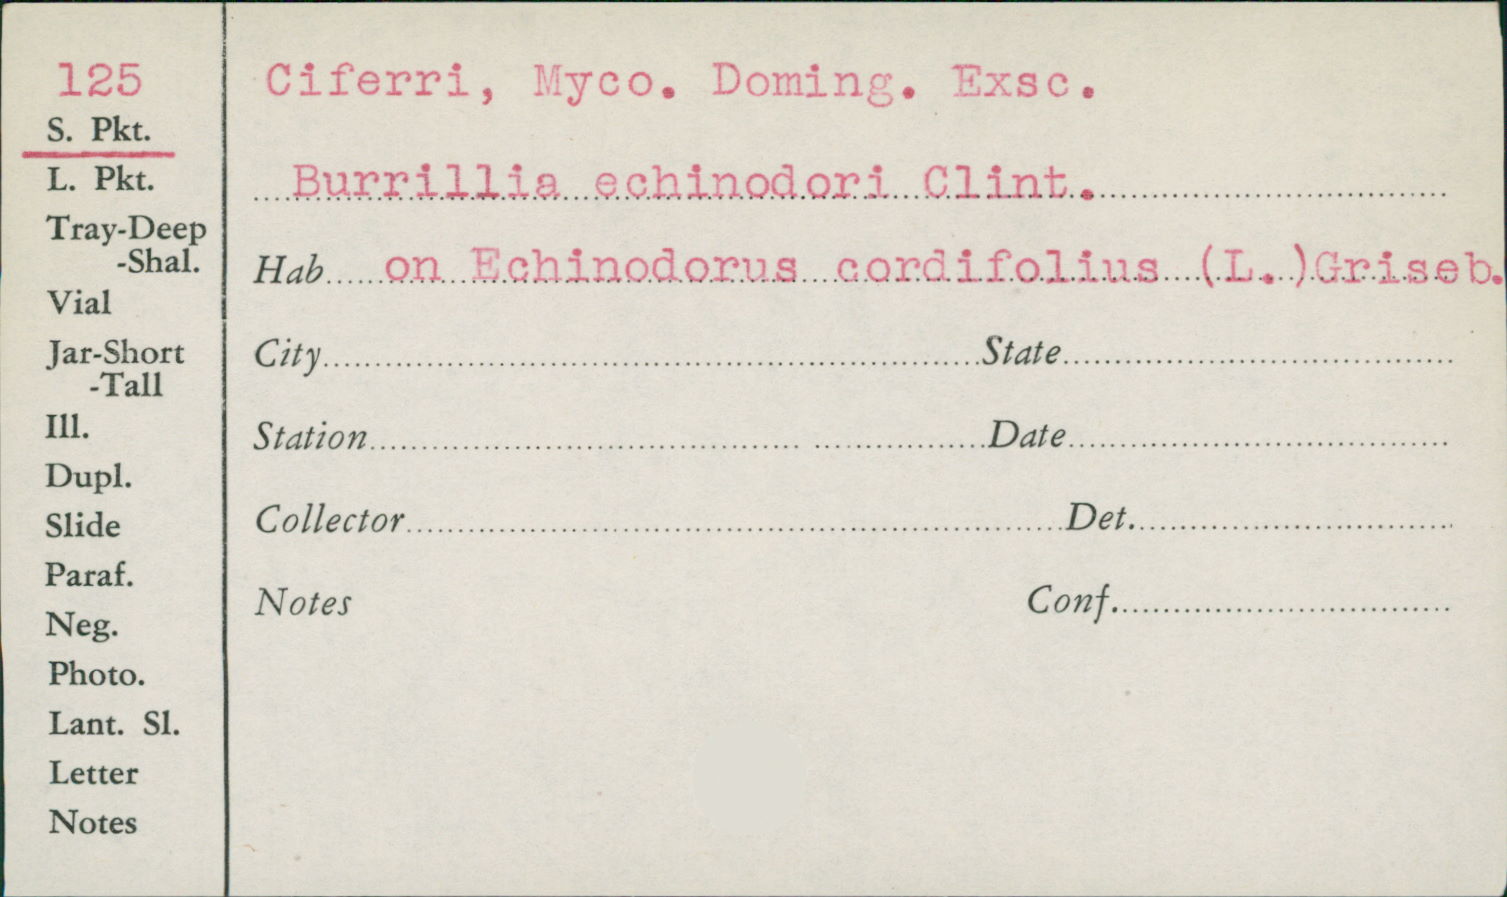 125
S. Pkt.
L. Pkt.
Tray-Deep
-Shal.
Vial
Jar-Short
-Tall
Ill.
Dupl.
Slide
Paraf.
Neg.
Photo.
Lant. Sl.
Letter
Notes
Ciferri, Myco. Doming. Exsc.
Burrillia echinodori Clint.
Hab on Echinodorus cordifolius (L.)Griseb.
City State
Station Date
Collector Det.
Notes Conf.